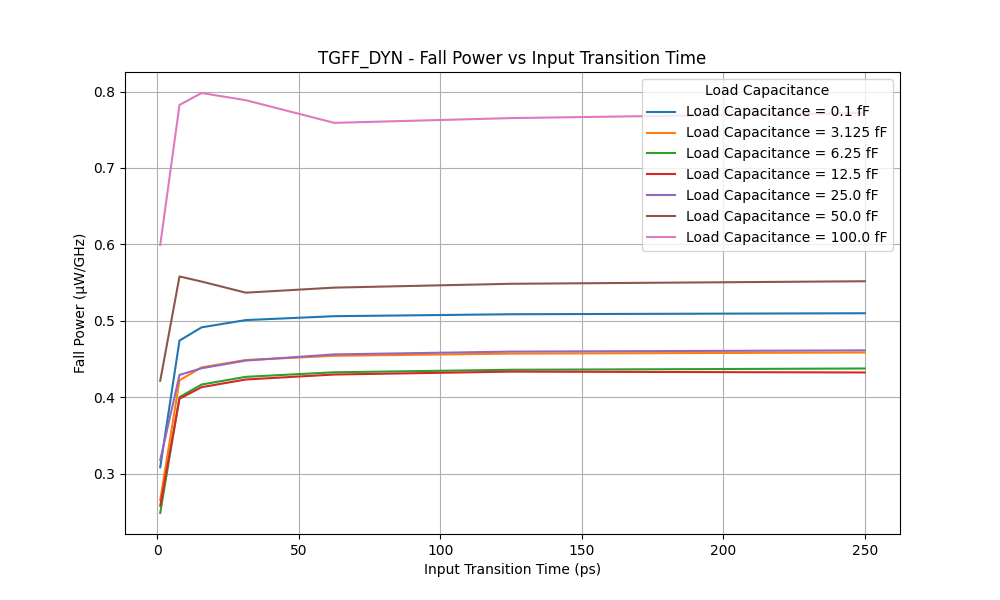 TGFF_DYN - Fall Power vs Input Transition Time
Fall Power (μW/GHz)
0.8
0.7
0.6
0.5
0.4
0.3
Load Capacitance
Load Capacitance = 0.1 fF
Load Capacitance = 3.125 fF
Load Capacitance = 6.25 fF
Load Capacitance = 12.5 fF
Load Capacitance = 25.0 fF
Load Capacitance = 50.0 fF
Load Capacitance = 100.0 fF
0 50 100 150 200 250
Input Transition Time (ps)